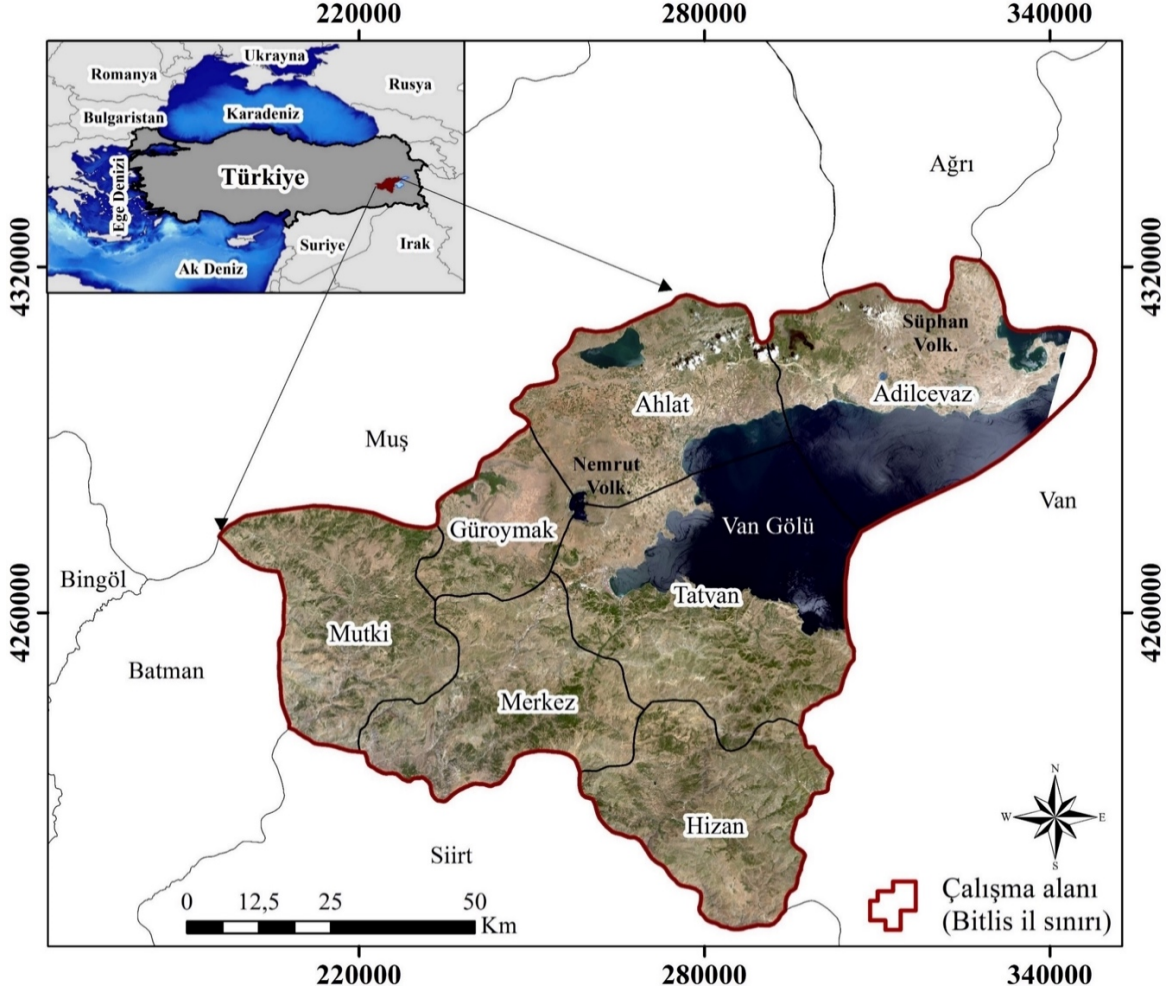 220000
280000
340000
Ukrayna
Romanya
Rusya
Bulgaristan
Karadeniz
Türkiye
Ege Denizi
Suriye
Irak
Ak Deniz
Ağrı
4320000
4320000
Süphan
Volk.
Adilcevaz
Ahlat
Muş
Nemrut
Volk.
Van
Güroymak
Van Gölü
Bingöl
Tatvan
4260000
4260000
Mutki
Batman
Merkez
Hizan
N
W
E
S
Siirt
0
12,5
25
50
Km
Çalışma alanı
(Bitlis il sınırı)
220000
280000
340000